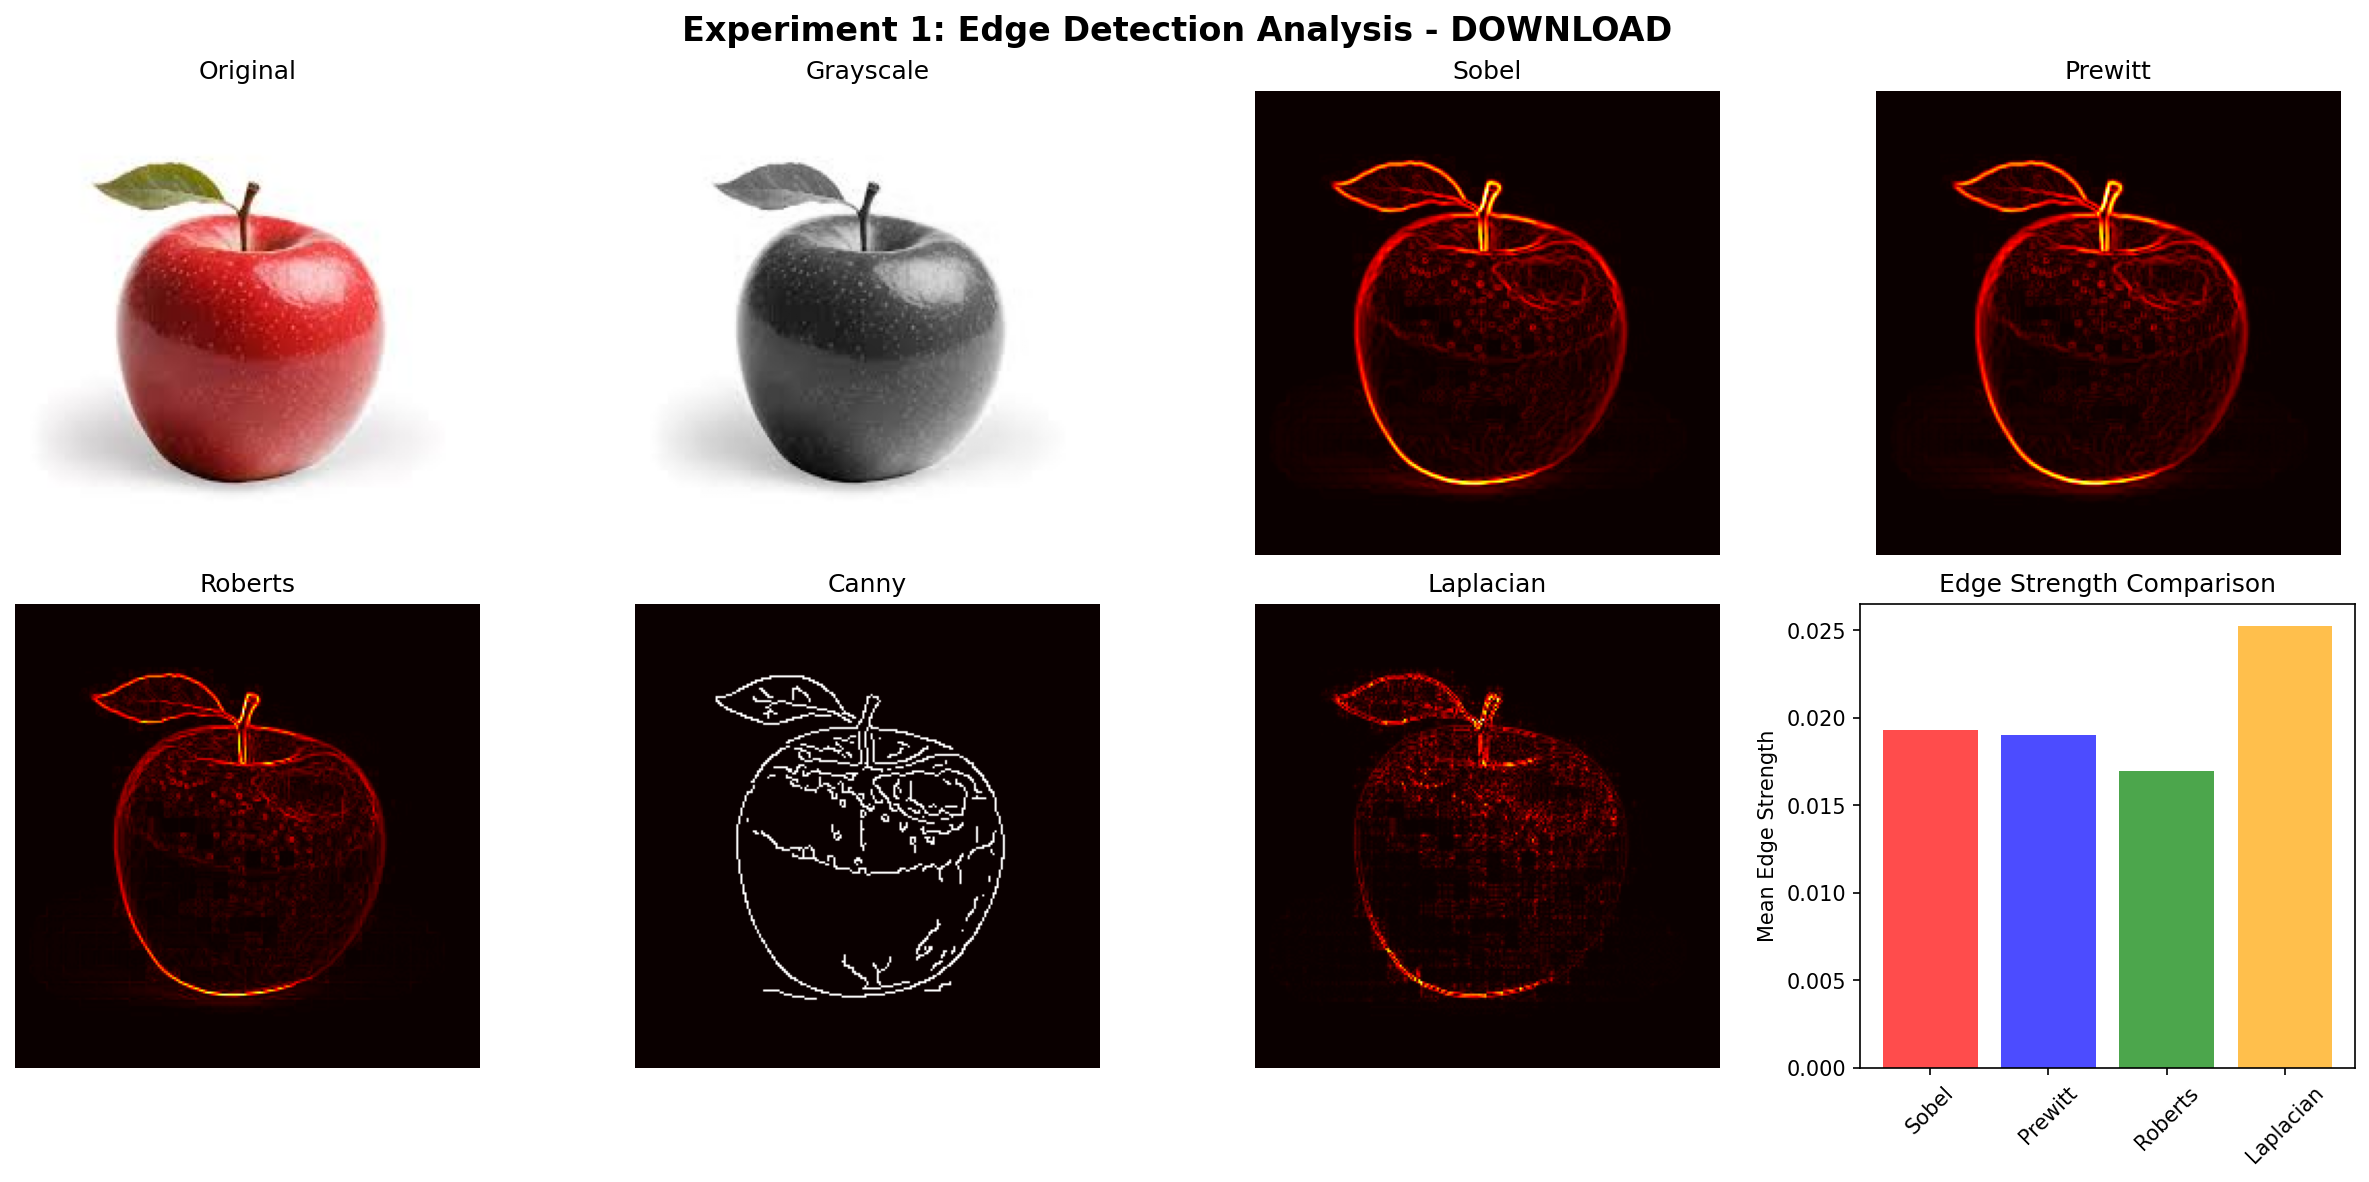 Experiment 1: Edge Detection Analysis - DOWNLOAD
Original
Grayscale
Sobel
Prewitt
Roberts
Canny
Laplacian
Edge Strength Comparison
Mean Edge Strength
0.025
0.020
0.015
0.010
0.005
0.000
Sobel
Prewitt
Roberts
Laplacian